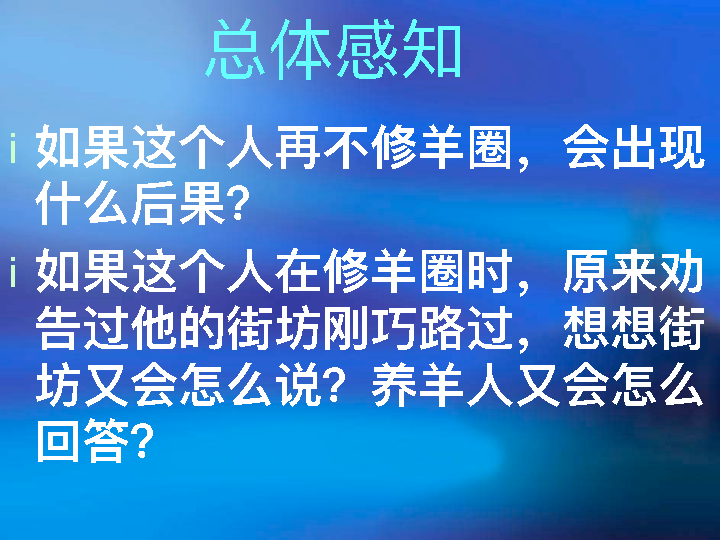 总体感知
i 如果这个人再不修羊圈，会出现
什么后果?
i 如果这个人在修羊圈时，原来劝
告过他的街坊刚巧路过，想想街
坊又会怎么说？养羊人又会怎么
回答?